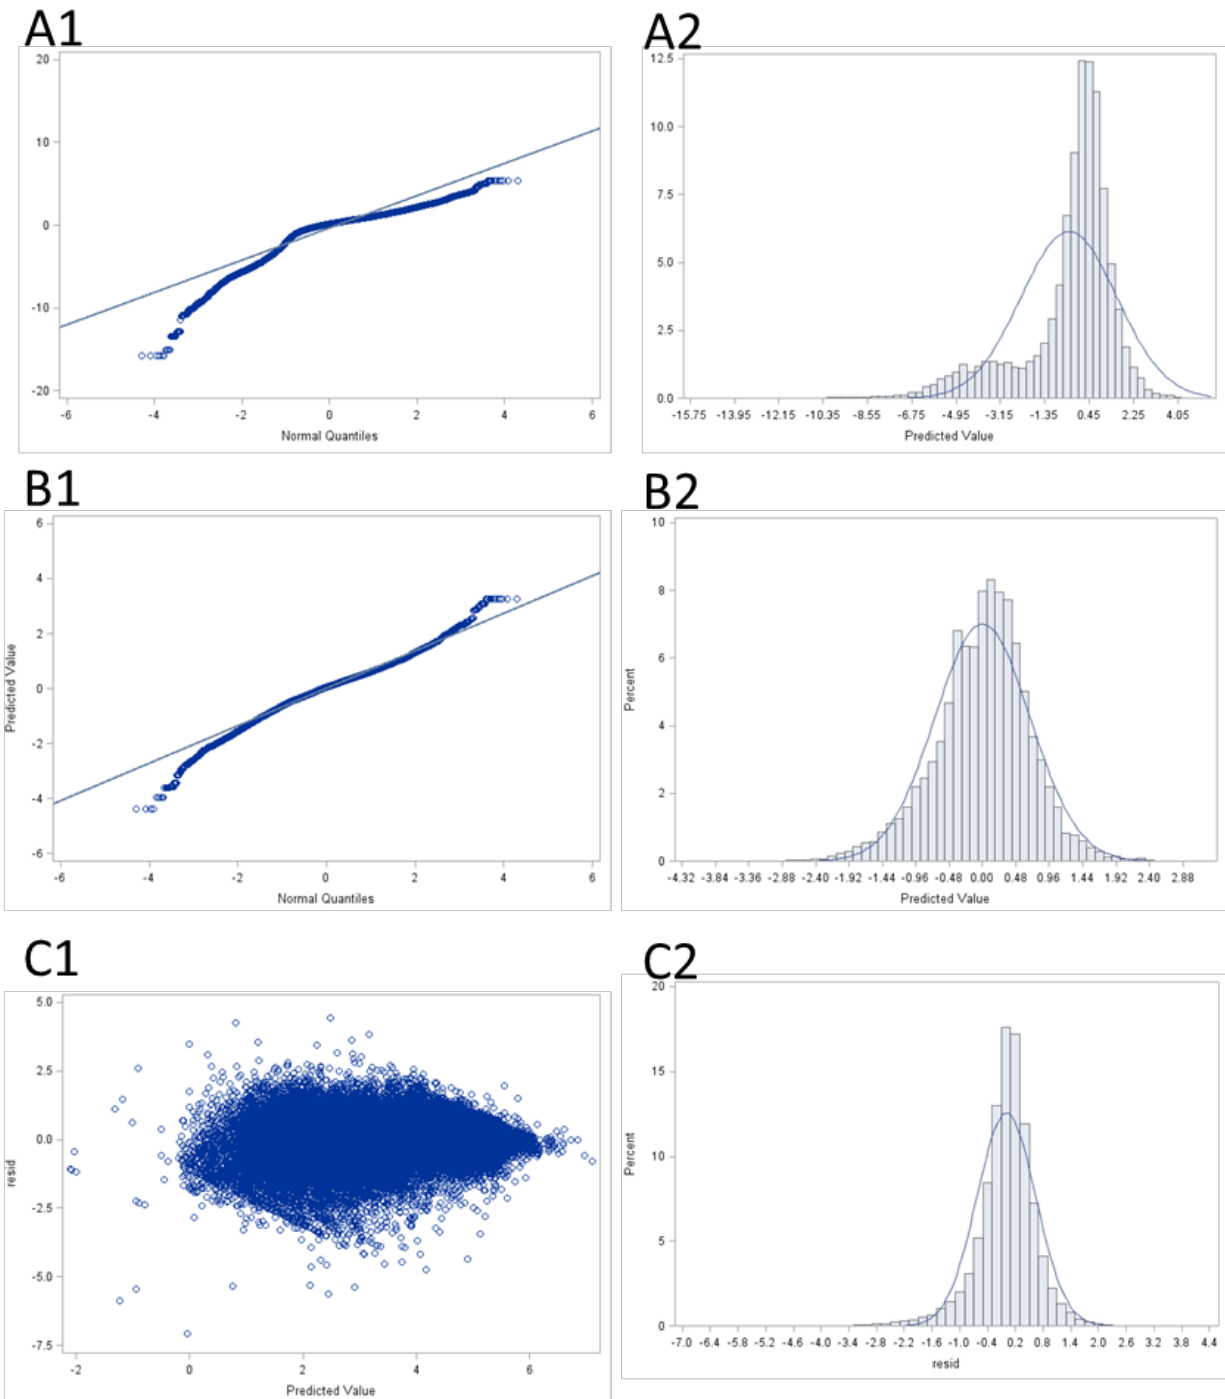 A1
A2
20
10
0
-10
-20
-6 -4 -2 0 2 4 6
Normal Quantiles
12.5
10.0
7.5
5.0
2.5
0.0
-15.75 -13.95 -12.15 -10.35 -8.55 -6.75 -4.95 -3.15 -1.35 0.45 2.25 4.05
Predicted Value
B1
B2
Predicted Value
6
4
2
0
-2
-4
-6
-6 -4 -2 0 2 4 6
Normal Quantiles
Percent
10
8
6
4
2
0
-4.32 -3.84 -3.36 -2.88 -2.40 -1.92 -1.44 -0.96 -0.48 0.00 0.48 0.96 1.44 1.92 2.40 2.88
Predicted Value
C1
C2
resid
5.0
2.5
0.0
-2.5
-5.0
-7.5
-2 0 2 4 6
Predicted Value
Percent
20
15
10
5
0
-7.0 -6.4 -5.8 -5.2 -4.6 -4.0 -3.4 -2.8 -2.2 -1.6 -1.0 -0.4 0.2 0.8 1.4 2.0 2.6 3.2 3.8 4.4
resid